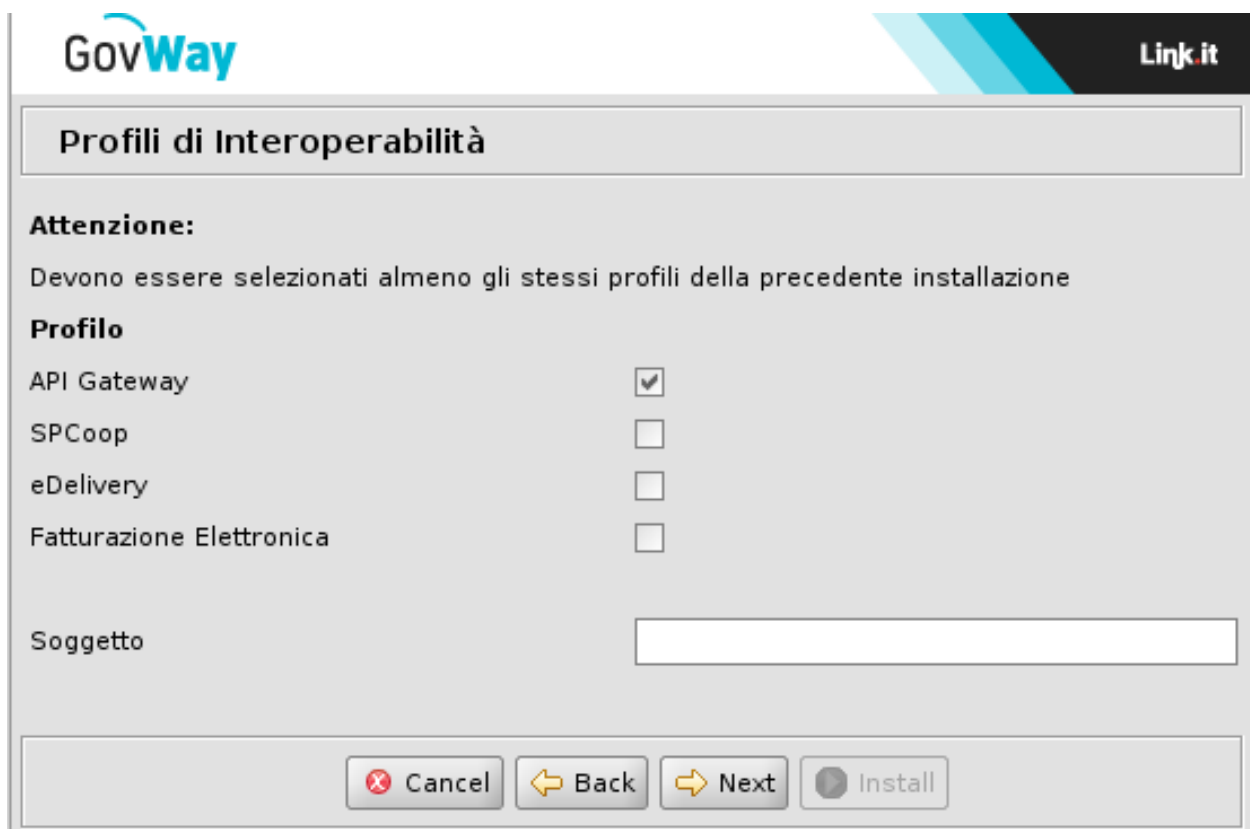 GovWay
Link.it
Profili di Interoperabilità
Attenzione:
Devono essere selezionati almeno gli stessi profili della precedente installazione
Profilo
API Gateway
SPCoop
eDelivery
Fatturazione Elettronica
Soggetto
Cancel
Back
Next
Install